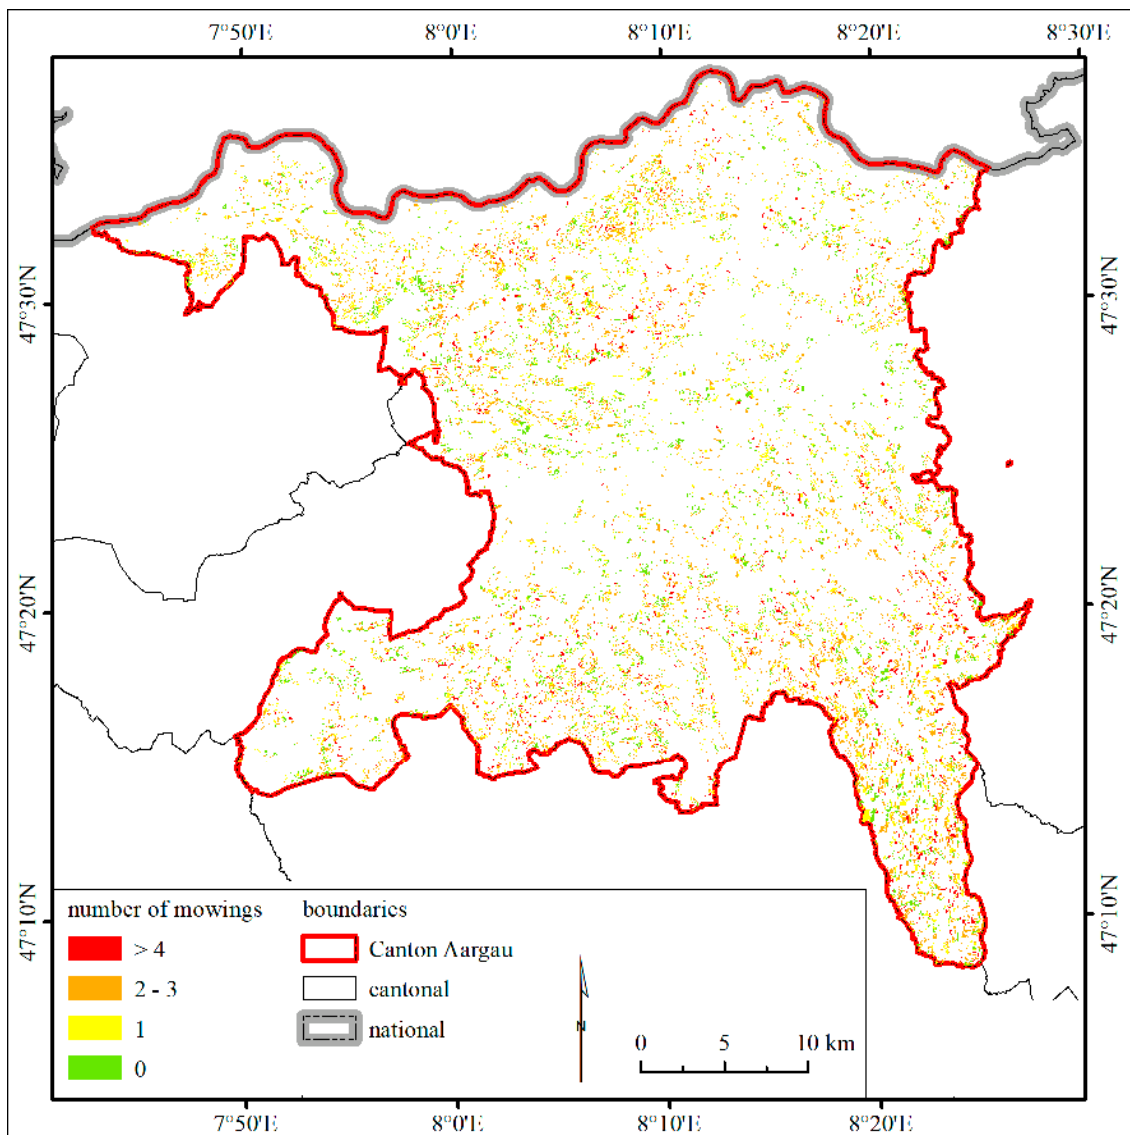 7°50'E 8°0'E 8°10'E 8°20'E 8°30'E
47°30'N
47°20'N
47°10'N
47°30'N
47°20'N
47°10'N
number of mowings
> 4
2 - 3
1
0
boundaries
Canton Aargau
cantonal
national
N
0 5 10 km
7°50'E 8°0'E 8°10'E 8°20'E